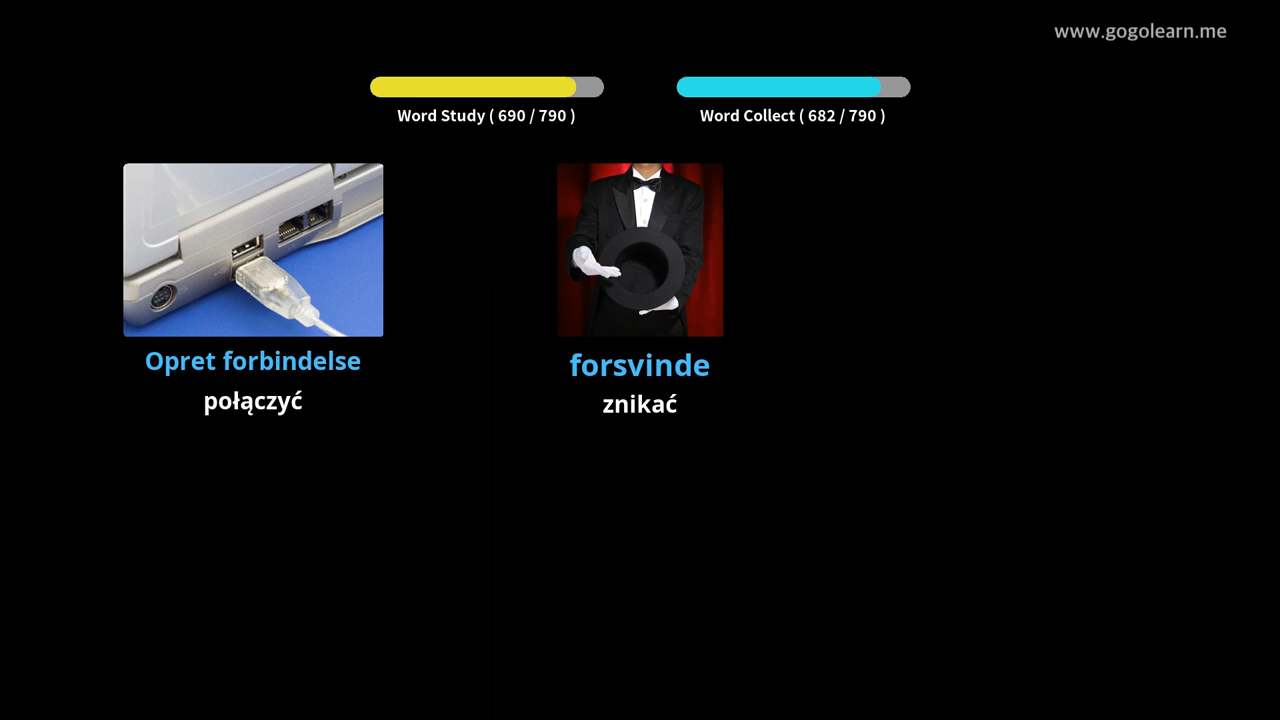 www.gogolearn.me
Word Study ( 690 / 790 )
Word Collect ( 682 / 790 )
Opret forbindelse
połączyć
forsvinde
znikać